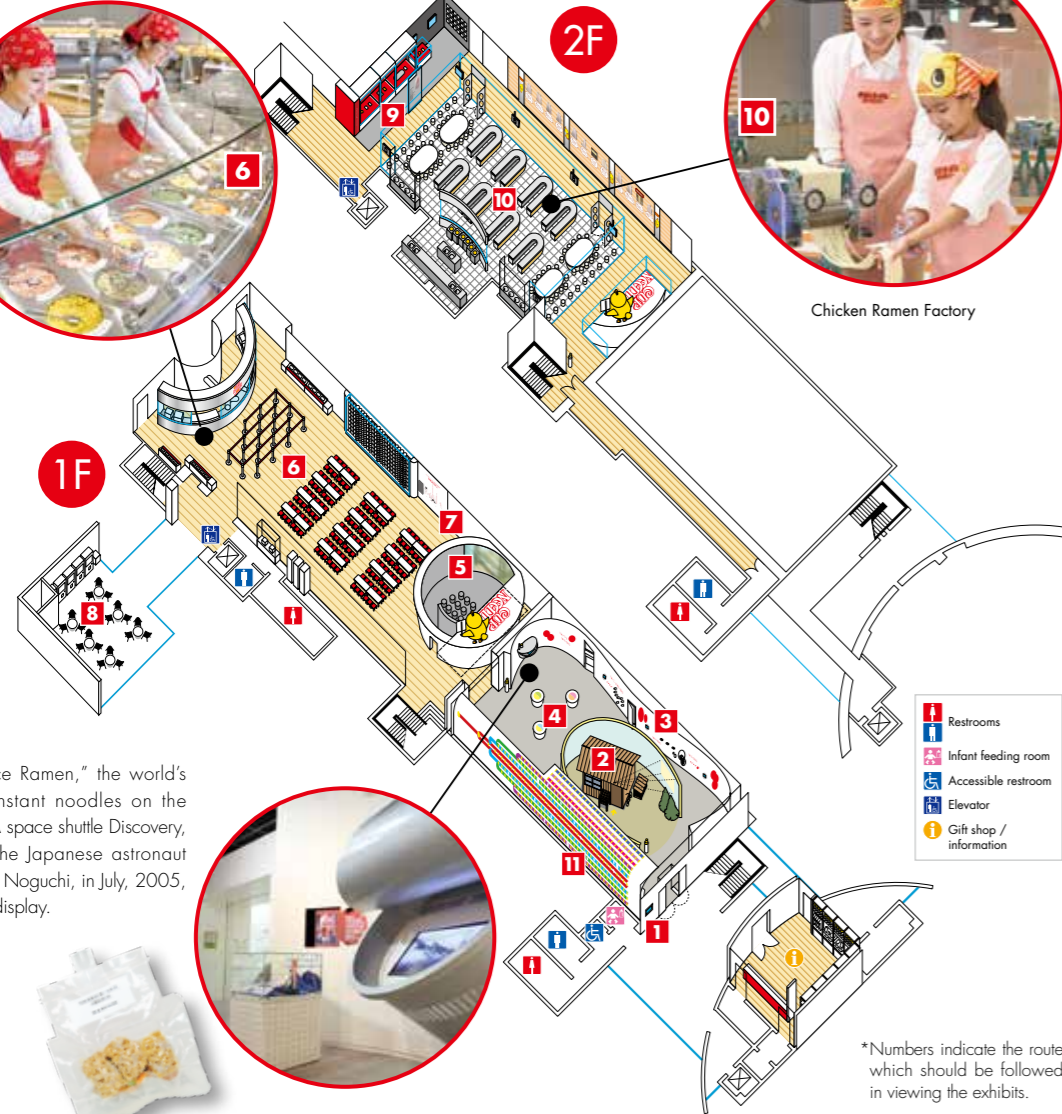 2F
6
10
9
10
Chicken Ramen Factory
1F
6
7
5
8
4
3
2
11
1
Restrooms
Infant feeding room
Accessible restroom
Elevator
Gift shop /
information
ce Ramen,” the world’s
nstant noodles on the
space shuttle Discovery,
he Japanese astronaut
Noguchi, in July, 2005,
display.
*Numbers indicate the route
which should be followed
in viewing the exhibits.